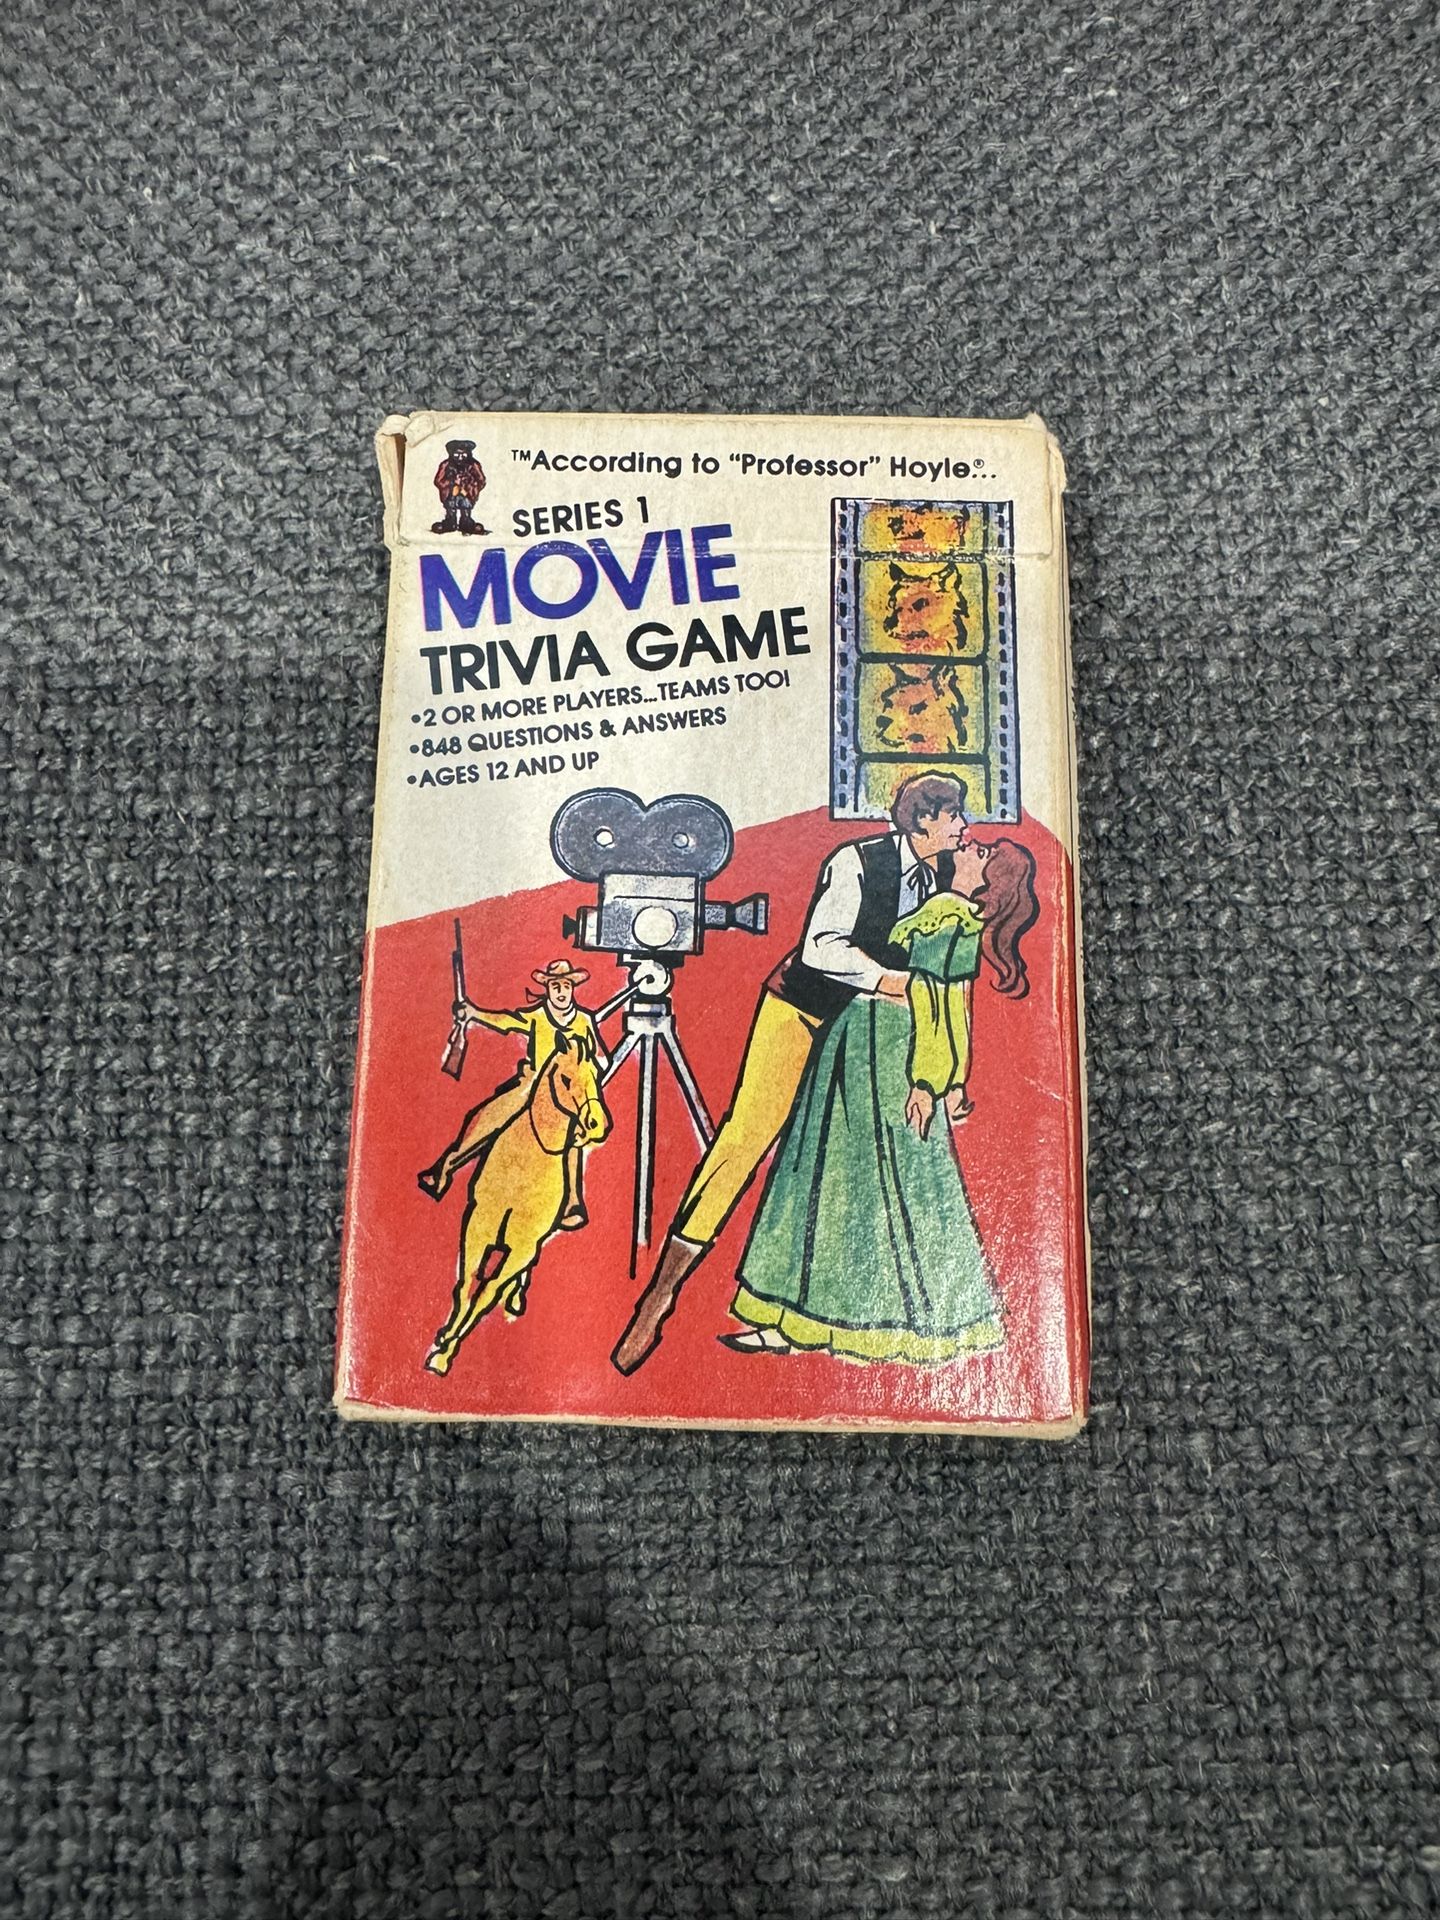 ™According to “Professor” Hoyle®...
SERIES 1
MOVIE
TRIVIA GAME
•2 OR MORE PLAYERS...TEAMS TOO!
•848 QUESTIONS & ANSWERS
•AGES 12 AND UP